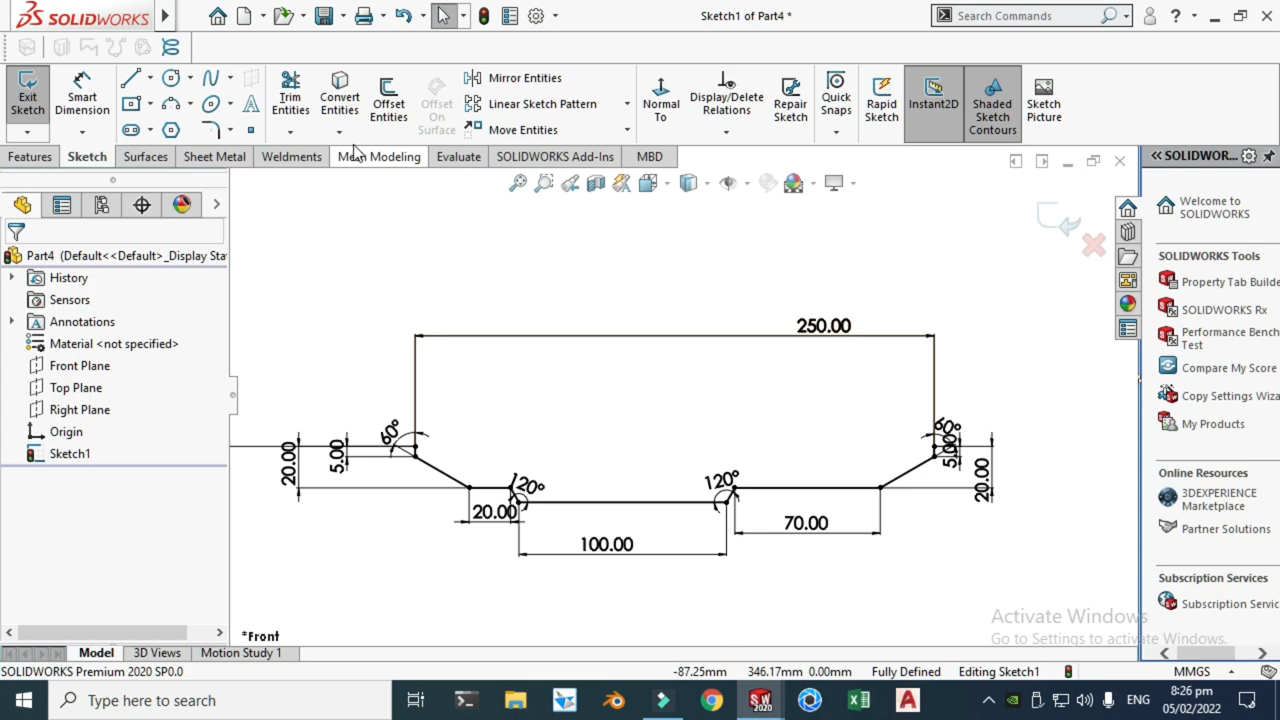 SOLIDWORKS
Sketch1 of Part4 *
Search Commands
Exit Sketch
Smart Dimension
Trim Entities
Convert Entities
Offset Entities
Offset On Surface
Mirror Entities
Linear Sketch Pattern
Move Entities
Normal To
Display/Delete Relations
Repair Sketch
Quick Snaps
Rapid Sketch
Instant2D
Shaded Sketch Contours
Sketch Picture
Features
Sketch
Surfaces
Sheet Metal
Weldments
Modeling
Evaluate
SOLIDWORKS Add-Ins
MBD
SOLIDWOR...
Part4 (Default<<Default>_Display Sta
History
Sensors
Annotations
Material <not specified>
Front Plane
Top Plane
Right Plane
Origin
Sketch1
250.00
60°
60°
20.00
5.00
5.00
20.00
120°
120°
20.00
70.00
100.00
*Front
Welcome to SOLIDWORKS
SOLIDWORKS Tools
Property Tab Builde
SOLIDWORKS Rx
Performance Bench
Test
Compare My Score
Copy Settings Wiza
My Products
Online Resources
3DEXPERIENCE
Marketplace
Partner Solutions
Subscription Services
Subscription Servic
Activate Windows
Go to Settings to activate Windows.
Model
3D Views
Motion Study 1
SOLIDWORKS Premium 2020 SP0.0
-87.25mm
346.17mm 0.00mm
Fully Defined
Editing Sketch1
MMGS
Type here to search
ENG
8:26 pm
05/02/2022